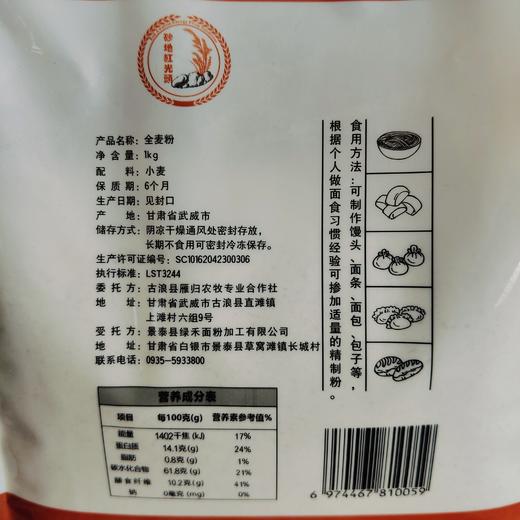 砂地红光头
产品名称：全麦粉
净 含 量：1kg
配 料：小麦
保 质 期：6个月
生产日期：见封口
产 地：甘肃省武威市
储存方式：阴凉干燥通风处密封存放，
长期不食用可密封冷冻保存。
生产许可证编号：SC10162042300306
执行标准：LST3244
委 托 方：古浪县雁归农牧专业合作社
地 址：甘肃省武威市古浪县直滩镇
上滩村六组9号
受 托 方：景泰县绿禾面粉加工有限公司
地 址：甘肃省白银市景泰县草窝滩镇长城村
联系电话：0935-5933800
食用方法：可制作馒头、面条、面包、包子等，
根据个人做面食习惯经验可掺加适量的精制粉。
营养成分表
项目 每100克(g) 营养素参考值%
能量 1402千焦(kJ) 17%
蛋白质 14.1克(g) 24%
脂肪 0.8克(g) 1%
碳水化合物 61.8克(g) 21%
膳食纤维 10.2克(g) 41%
钠 0毫克(mg) 0%
6 974467 810059